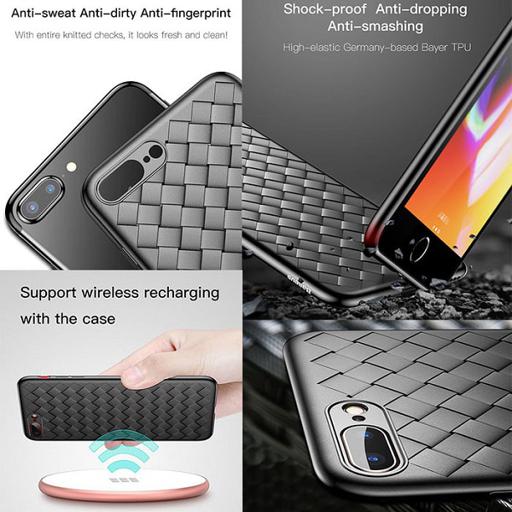 Anti-sweat Anti-dirty Anti-fingerprint
With entire knitted checks, it looks fresh and clean!
Shock-proof Anti-dropping
Anti-smashing
High-elastic Germany-based Bayer TPU
Support wireless recharging
with the case